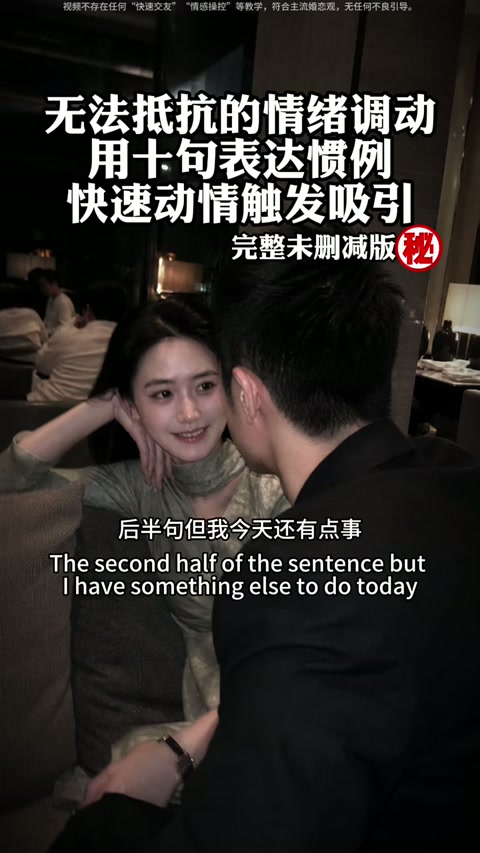 视频不存在任何“快速交友”“情感操控”等教学，符合主流婚恋观，无任何不良引导。
无法抵抗的情绪调动
用十句表达惯例
快速动情触发吸引
完整未删减版 秘
后半句但我今天还有点事
The second half of the sentence but
I have something else to do today